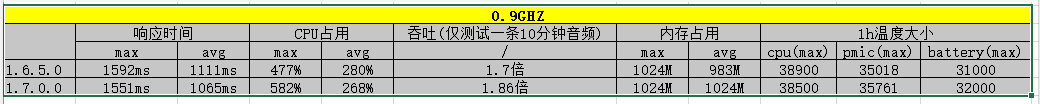 0.9GHZ
响应时间 CPU占用 吞吐(仅测试一条10分钟音频) 内存占用 1h温度大小
max avg max avg / max avg cpu(max) pmic(max) battery(max)
1.6.5.0 1592ms 1111ms 477% 280% 1.7倍 1024M 983M 38900 35018 31000
1.7.0.0 1551ms 1065ms 582% 268% 1.86倍 1024M 1024M 38500 35761 32000